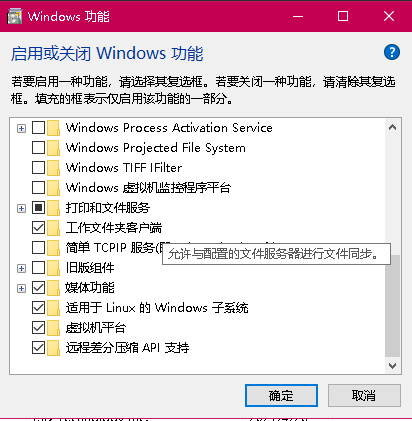 Windows 功能
启用或关闭 Windows 功能
若要启用一种功能，请选择其复选框。若要关闭一种功能，请清除其复选
框。填充的框表示仅启用该功能的一部分。
Windows Process Activation Service
Windows Projected File System
Windows TIFF IFilter
Windows 虚拟机监控程序平台
打印和文件服务
工作文件夹客户端
简单 TCPIP 服务(
允许与配置的文件服务器进行文件同步。
旧版组件
媒体功能
适用于 Linux 的 Windows 子系统
虚拟机平台
远程差分压缩 API 支持
确定
取消